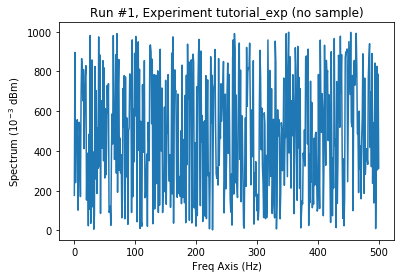 Run #1, Experiment tutorial_exp (no sample)
Spectrum (10⁻³ dBm)
1000
800
600
400
200
0
0 100 200 300 400 500
Freq Axis (Hz)